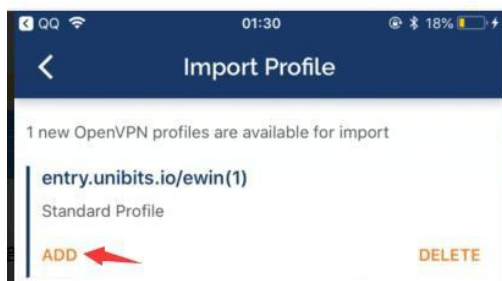 QQ 01:30 18%
Import Profile
1 new OpenVPN profiles are available for import
entry.unibits.io/ewin(1)
Standard Profile
ADD DELETE